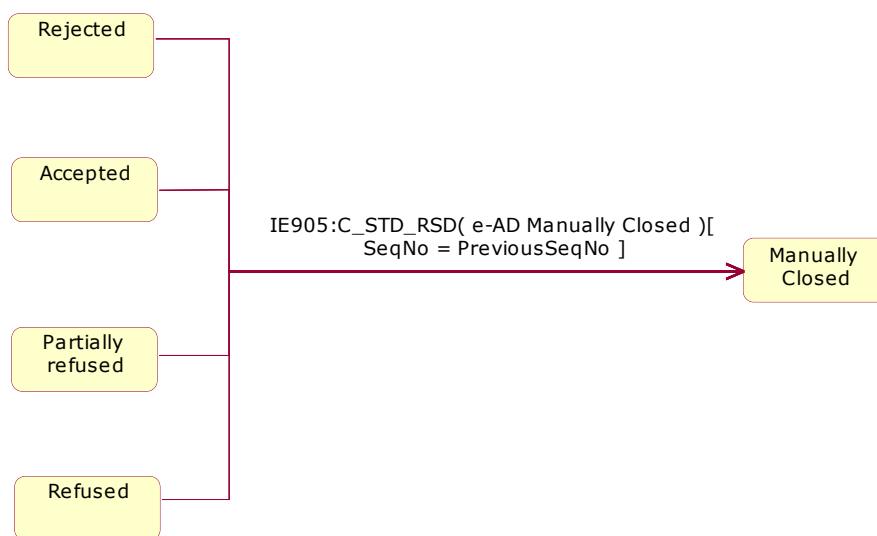 Rejected
Accepted
IE905:C_STD_RSD( e-AD Manually Closed )[
SeqNo = PreviousSeqNo ]
Manually
Closed
Partially
refused
Refused